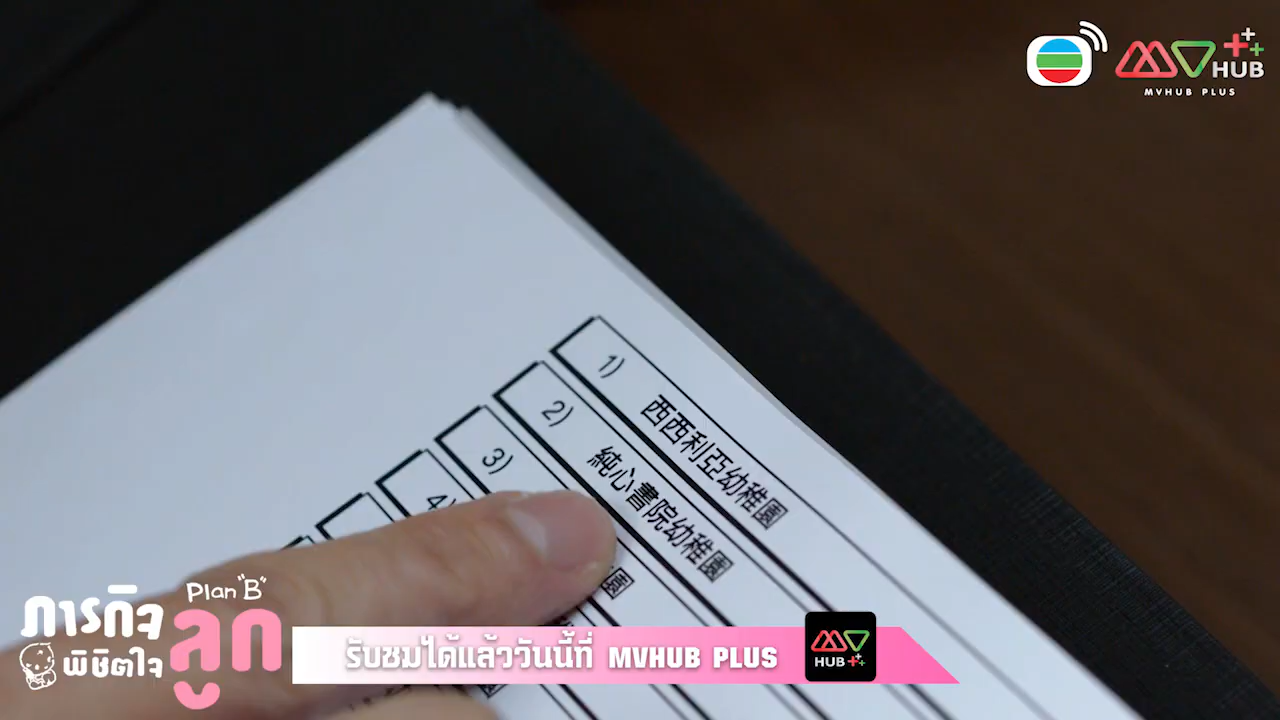 HUB
MVHUB PLUS
1) 西西利亞幼稚園
2) 純心書院幼稚園
3)
園
4)
Plan "B"
ภารกิจ
พิชิตใจ
ลูก
รับชมได้แล้ววันนี้ที่ MVHUB PLUS
HUB